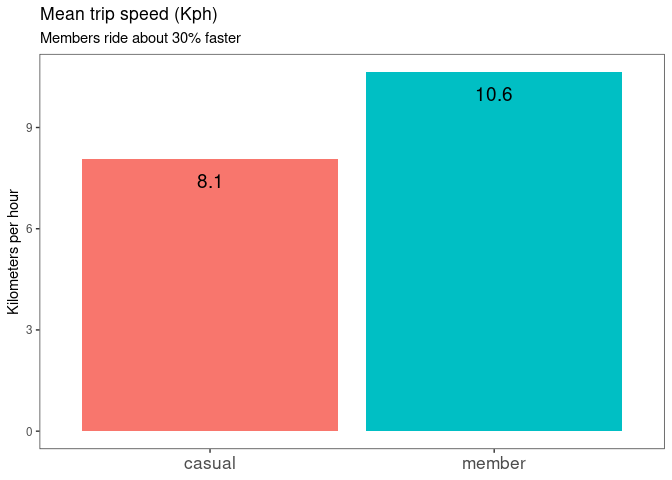 Mean trip speed (Kph)
Members ride about 30% faster
Kilometers per hour
9
6
3
0
8.1
10.6
casual
member